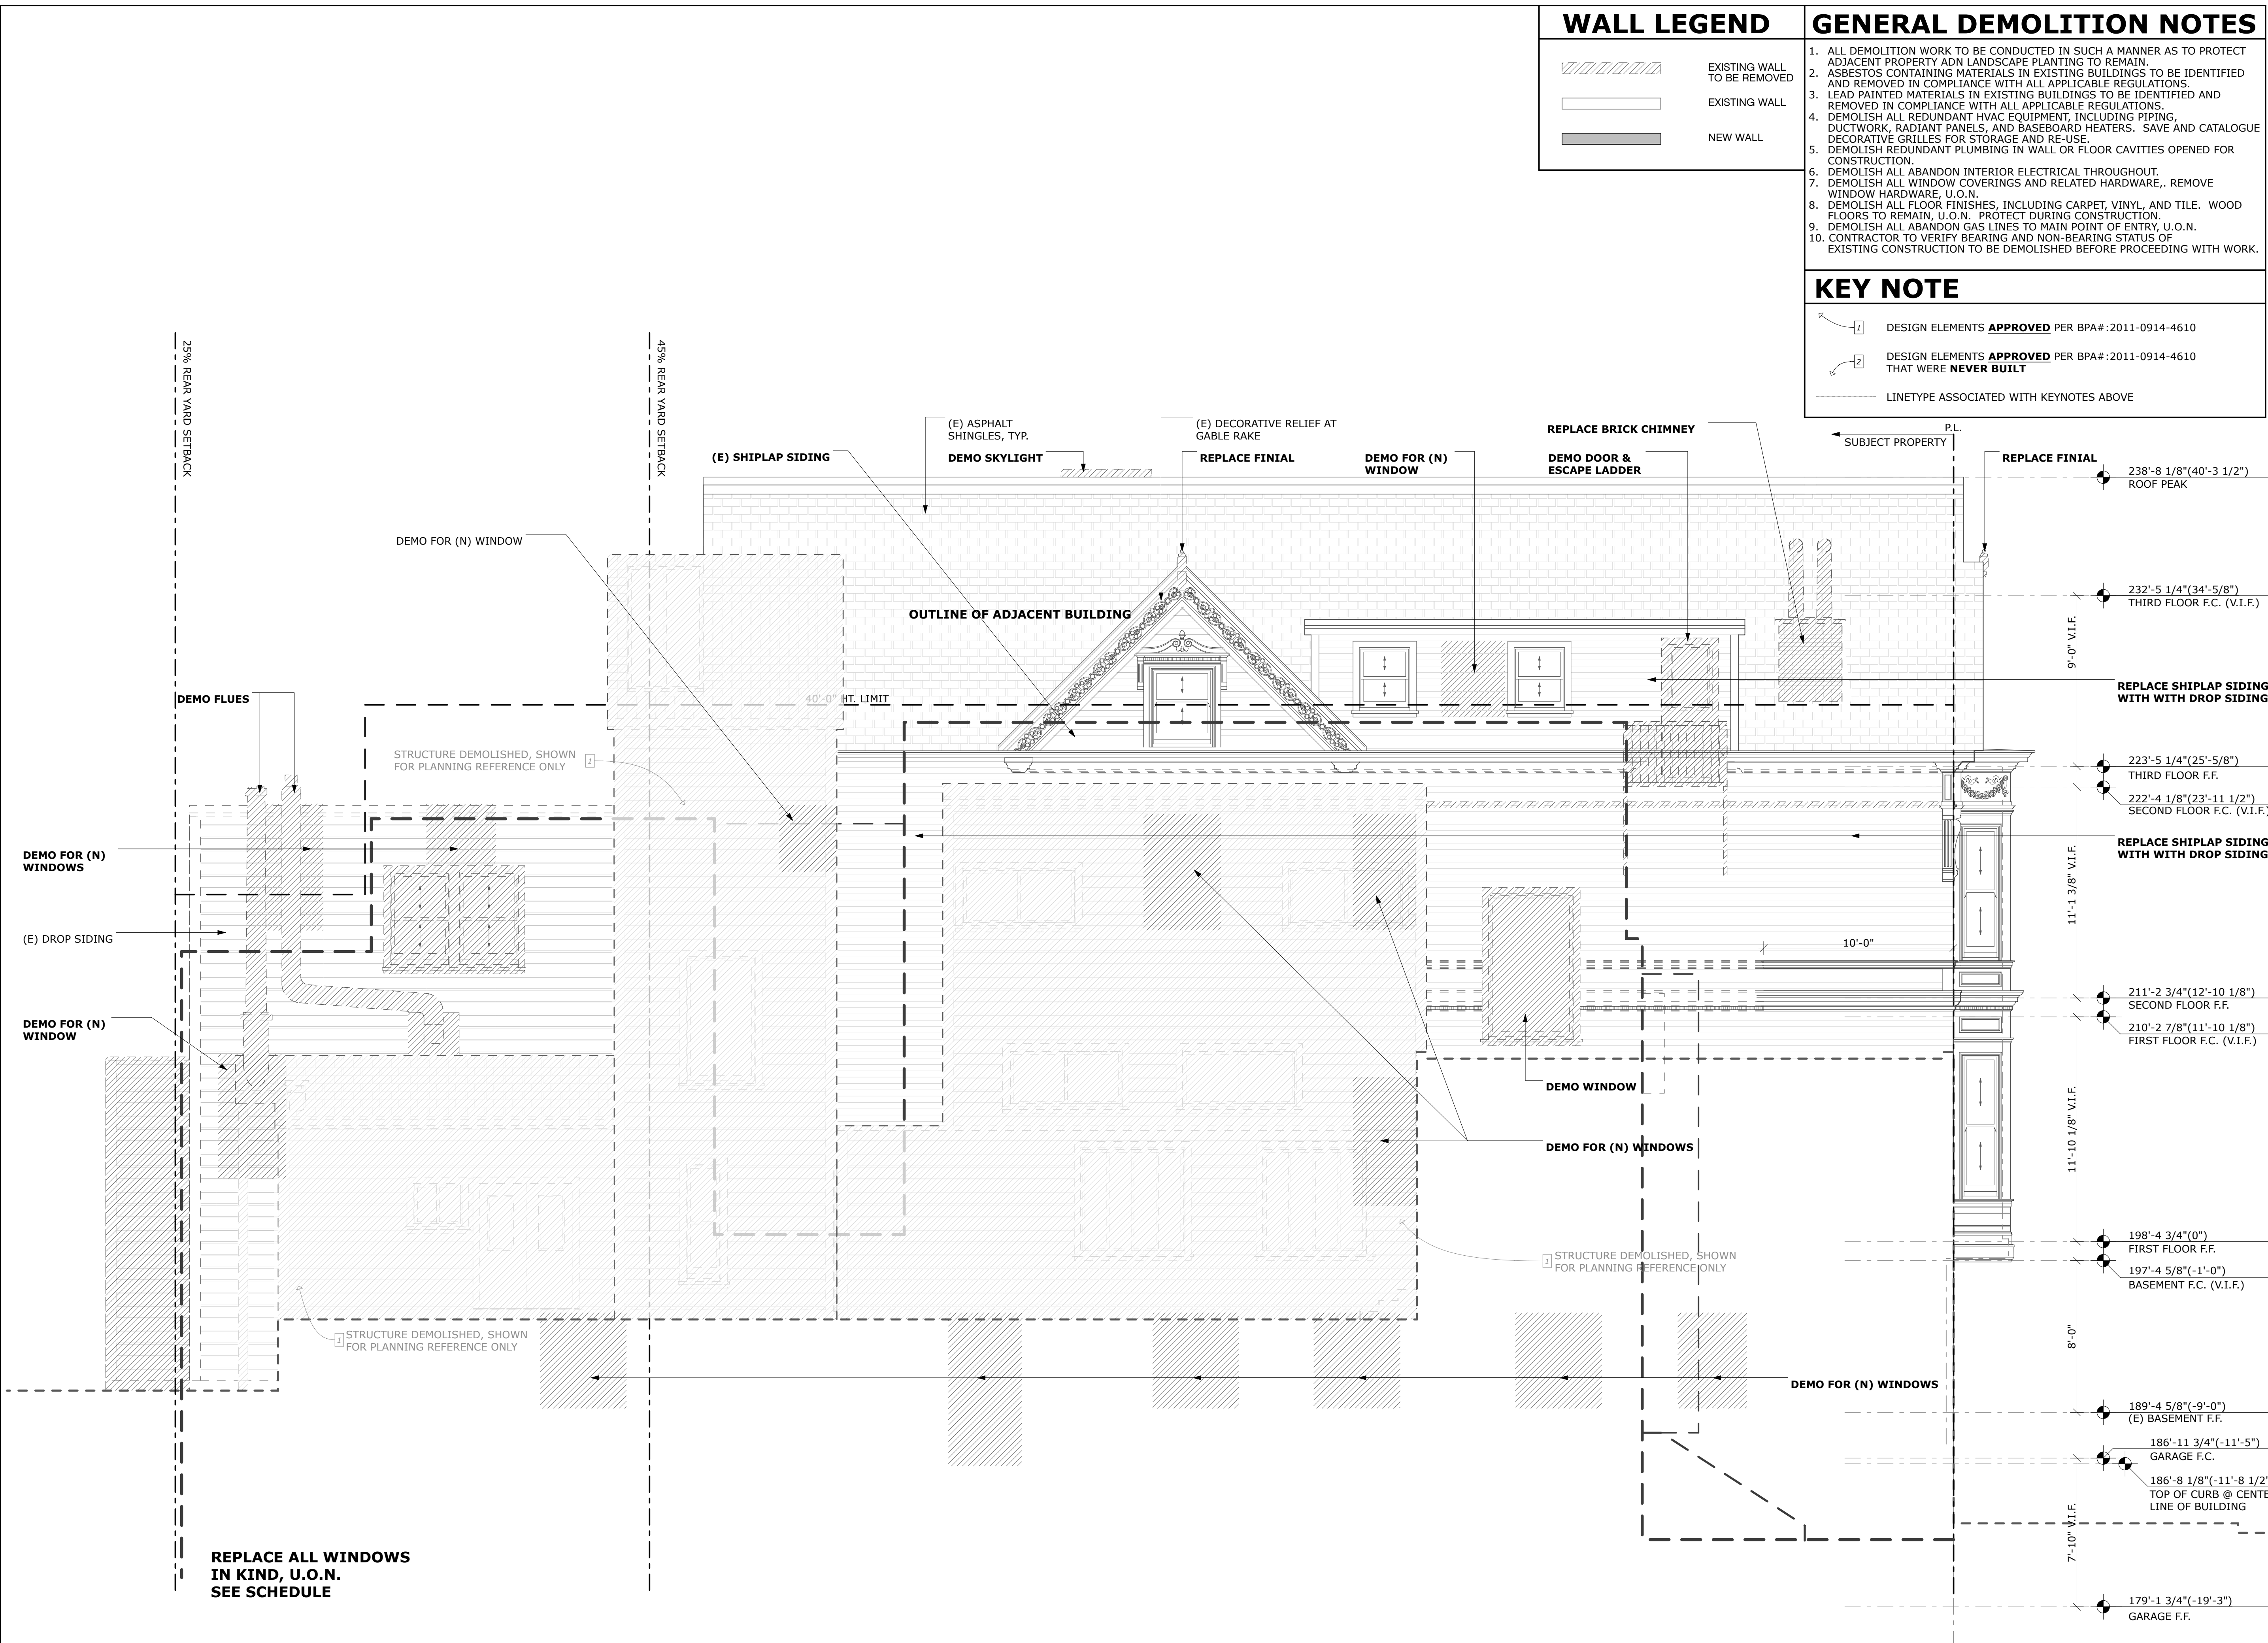 WALL LEGEND
EXISTING WALL
TO BE REMOVED
EXISTING WALL
NEW WALL
GENERAL DEMOLITION NOTES
1. ALL DEMOLITION WORK TO BE CONDUCTED IN SUCH A MANNER AS TO PROTECT
ADJACENT PROPERTY ADN LANDSCAPE PLANTING TO REMAIN.
2. ASBESTOS CONTAINING MATERIALS IN EXISTING BUILDINGS TO BE IDENTIFIED
AND REMOVED IN COMPLIANCE WITH ALL APPLICABLE REGULATIONS.
3. LEAD PAINTED MATERIALS IN EXISTING BUILDINGS TO BE IDENTIFIED AND
REMOVED IN COMPLIANCE WITH ALL APPLICABLE REGULATIONS.
4. DEMOLISH ALL REDUNDANT HVAC EQUIPMENT, INCLUDING PIPING,
DUCTWORK, RADIANT PANELS, AND BASEBOARD HEATERS. SAVE AND CATALOGUE
DECORATIVE GRILLES FOR STORAGE AND RE-USE.
5. DEMOLISH REDUNDANT PLUMBING IN WALL OR FLOOR CAVITIES OPENED FOR
CONSTRUCTION.
6. DEMOLISH ALL ABANDON INTERIOR ELECTRICAL THROUGHOUT.
7. DEMOLISH ALL WINDOW COVERINGS AND RELATED HARDWARE,. REMOVE
WINDOW HARDWARE, U.O.N.
8. DEMOLISH ALL FLOOR FINISHES, INCLUDING CARPET, VINYL, AND TILE. WOOD
FLOORS TO REMAIN, U.O.N. PROTECT DURING CONSTRUCTION.
9. DEMOLISH ALL ABANDON GAS LINES TO MAIN POINT OF ENTRY, U.O.N.
10. CONTRACTOR TO VERIFY BEARING AND NON-BEARING STATUS OF
EXISTING CONSTRUCTION TO BE DEMOLISHED BEFORE PROCEEDING WITH WORK.
KEY NOTE
1 DESIGN ELEMENTS APPROVED PER BPA#:2011-0914-4610
2 DESIGN ELEMENTS APPROVED PER BPA#:2011-0914-4610
THAT WERE NEVER BUILT
LINETYPE ASSOCIATED WITH KEYNOTES ABOVE
25% REAR YARD SETBACK
45% REAR YARD SETBACK
(E) ASPHALT
SHINGLES, TYP.
DEMO SKYLIGHT
(E) SHIPLAP SIDING
(E) DECORATIVE RELIEF AT
GABLE RAKE
REPLACE FINIAL
DEMO FOR (N)
WINDOW
REPLACE BRICK CHIMNEY
DEMO DOOR &
ESCAPE LADDER
P.L.
SUBJECT PROPERTY
REPLACE FINIAL
238'-8 1/8"(40'-3 1/2")
ROOF PEAK
DEMO FOR (N) WINDOW
OUTLINE OF ADJACENT BUILDING
232'-5 1/4"(34'-5/8")
THIRD FLOOR F.C. (V.I.F.)
9'-0" V.I.F.
DEMO FLUES
40'-0" HT. LIMIT
REPLACE SHIPLAP SIDING
WITH WITH DROP SIDING
STRUCTURE DEMOLISHED, SHOWN
FOR PLANNING REFERENCE ONLY
1
223'-5 1/4"(25'-5/8")
THIRD FLOOR F.F.
222'-4 1/8"(23'-11 1/2")
SECOND FLOOR F.C. (V.I.F.)
DEMO FOR (N)
WINDOWS
REPLACE SHIPLAP SIDING
WITH WITH DROP SIDING
11'-1 3/8" V.I.F.
(E) DROP SIDING
10'-0"
211'-2 3/4"(12'-10 1/8")
SECOND FLOOR F.F.
DEMO FOR (N)
WINDOW
210'-2 7/8"(11'-10 1/8")
FIRST FLOOR F.C. (V.I.F.)
DEMO WINDOW
11'-10 1/8" V.I.F.
DEMO FOR (N) WINDOWS
198'-4 3/4"(0")
FIRST FLOOR F.F.
1 STRUCTURE DEMOLISHED, SHOWN
FOR PLANNING REFERENCE ONLY
197'-4 5/8"(-1'-0")
BASEMENT F.C. (V.I.F.)
1 STRUCTURE DEMOLISHED, SHOWN
FOR PLANNING REFERENCE ONLY
8'-0"
DEMO FOR (N) WINDOWS
189'-4 5/8"(-9'-0")
(E) BASEMENT F.F.
186'-11 3/4"(-11'-5")
GARAGE F.C.
186'-8 1/8"(-11'-8 1/2"
TOP OF CURB @ CENTE
LINE OF BUILDING
7'-10" V.I.F.
REPLACE ALL WINDOWS
IN KIND, U.O.N.
SEE SCHEDULE
179'-1 3/4"(-19'-3")
GARAGE F.F.